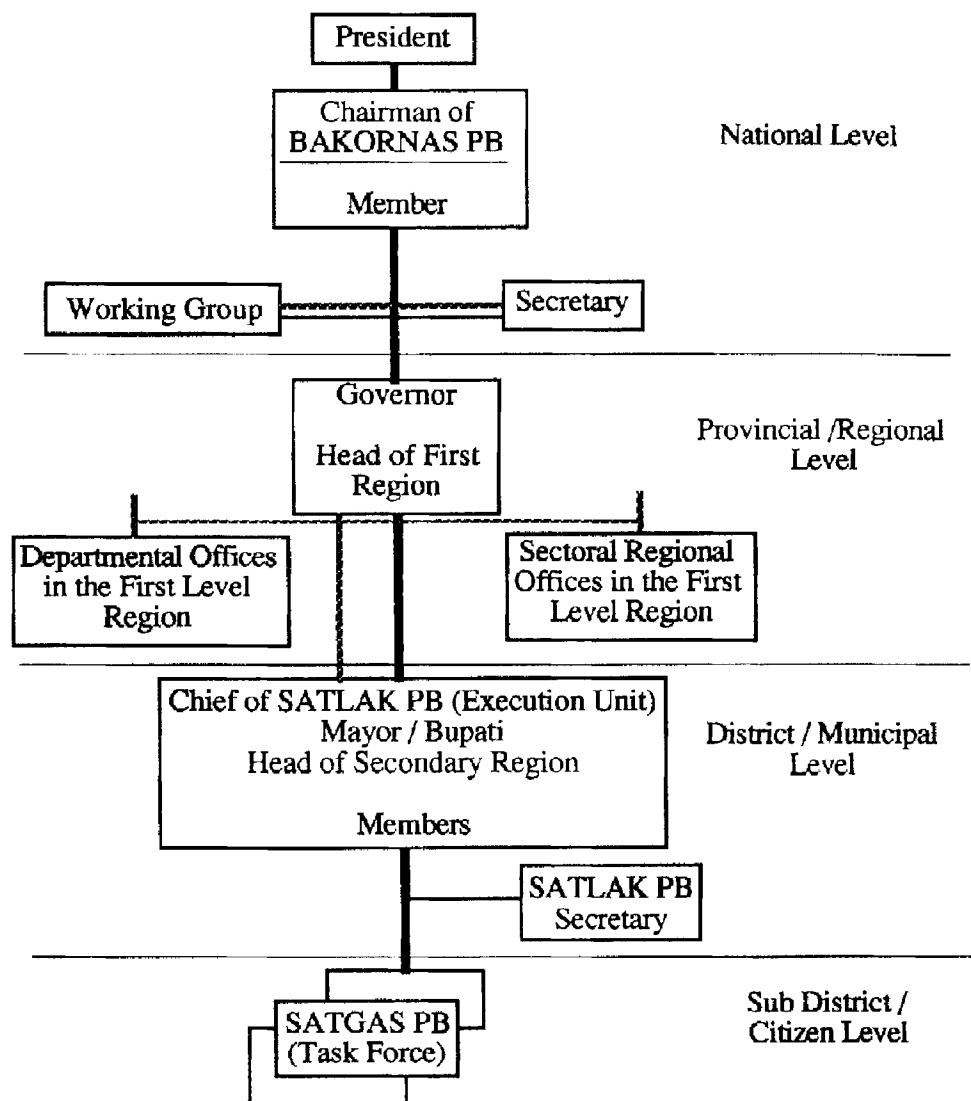 President
Chairman of
BAKORNAS PB
Member
National Level
Working Group
Secretary
Governor
Head of First
Region
Provincial /Regional
Level
Departmental Offices
in the First Level
Region
Sectoral Regional
Offices in the First
Level Region
Chief of SATLAK PB (Execution Unit)
Mayor / Bupati
Head of Secondary Region
Members
District / Municipal
Level
SATLAK PB
Secretary
SATGAS PB
(Task Force)
Sub District /
Citizen Level